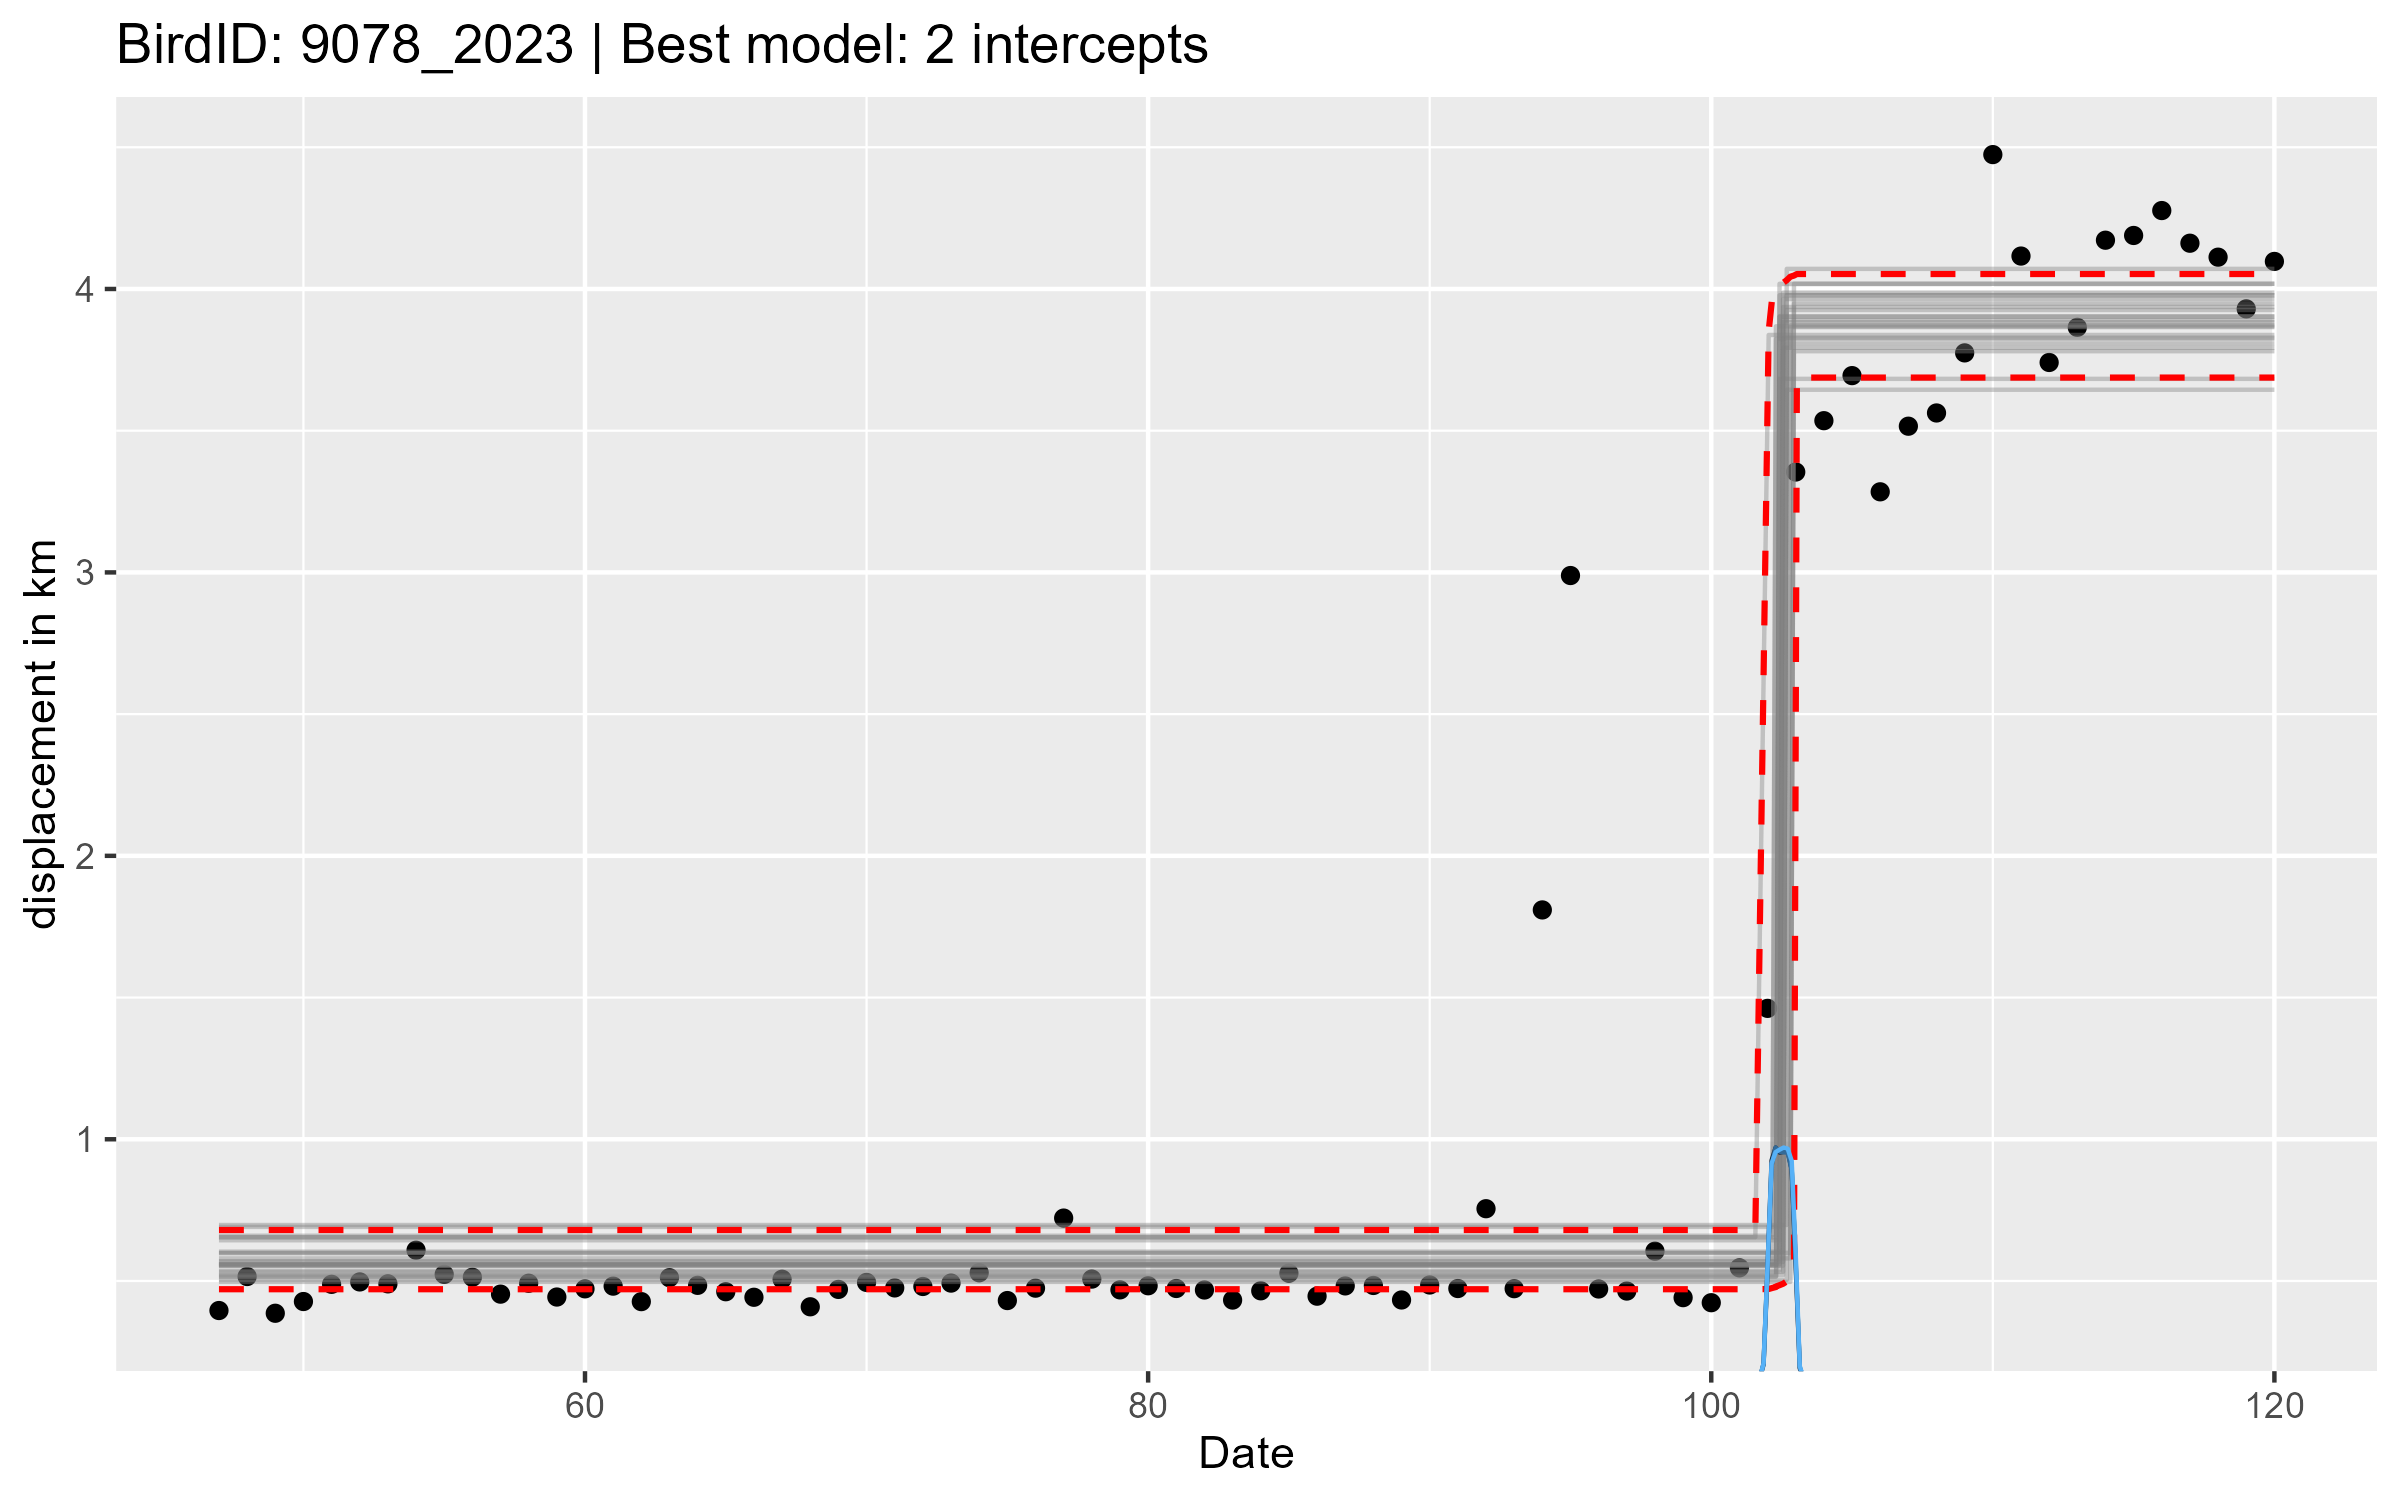 BirdID: 9078_2023 | Best model: 2 intercepts
displacement in km
4
3
2
1
60 80 100 120
Date